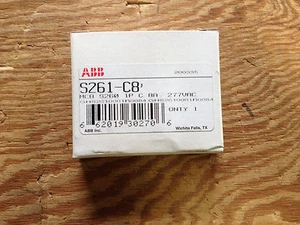 ABB
S261-C8
MCB S260 1P C 8A 277VAC
QNTY 1
6 62019 30270 6
ABB Inc. Wichita Falls, TX